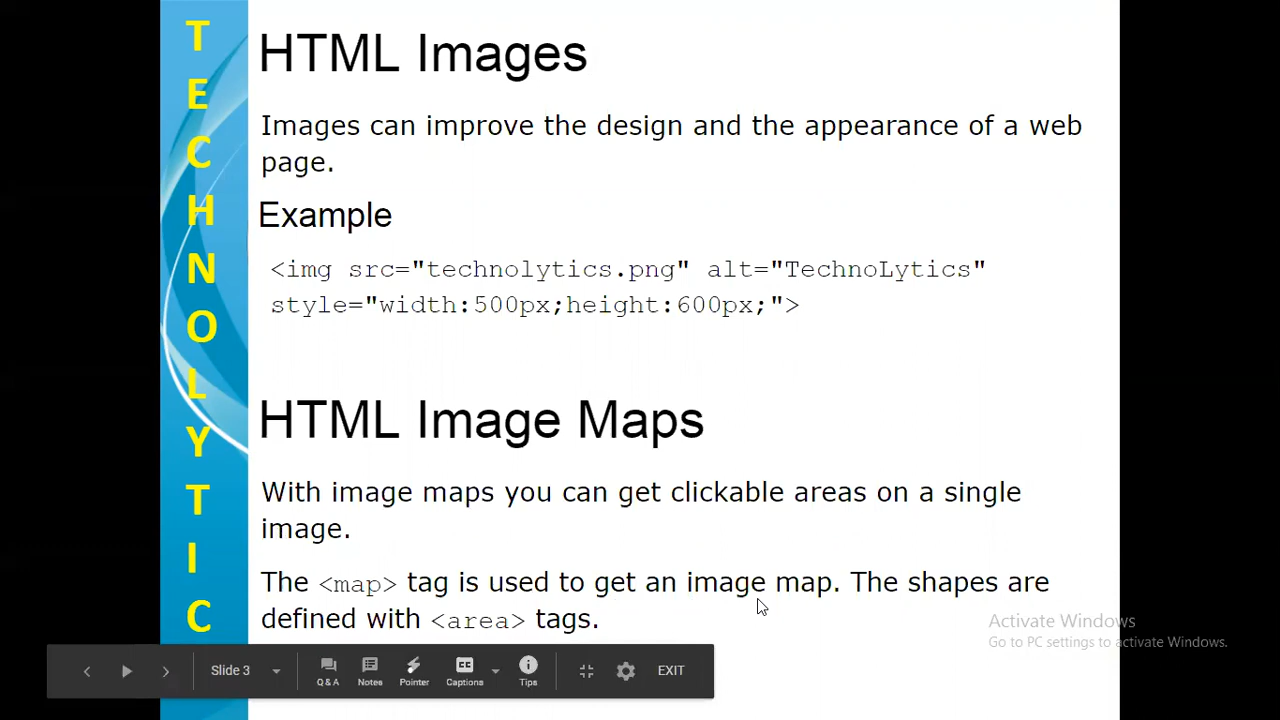 T
E
C
H
N
O
L
Y
T
I
C
HTML Images
Images can improve the design and the appearance of a web
page.
Example
<img src="technolytics.png" alt="TechnoLytics"
style="width:500px;height:600px;">
HTML Image Maps
With image maps you can get clickable areas on a single
image.
The <map> tag is used to get an image map. The shapes are
defined with <area> tags.
Activate Windows
Go to PC settings to activate Windows.
Slide 3
Q & A
Notes
Pointer
CC
Captions
Tips
EXIT